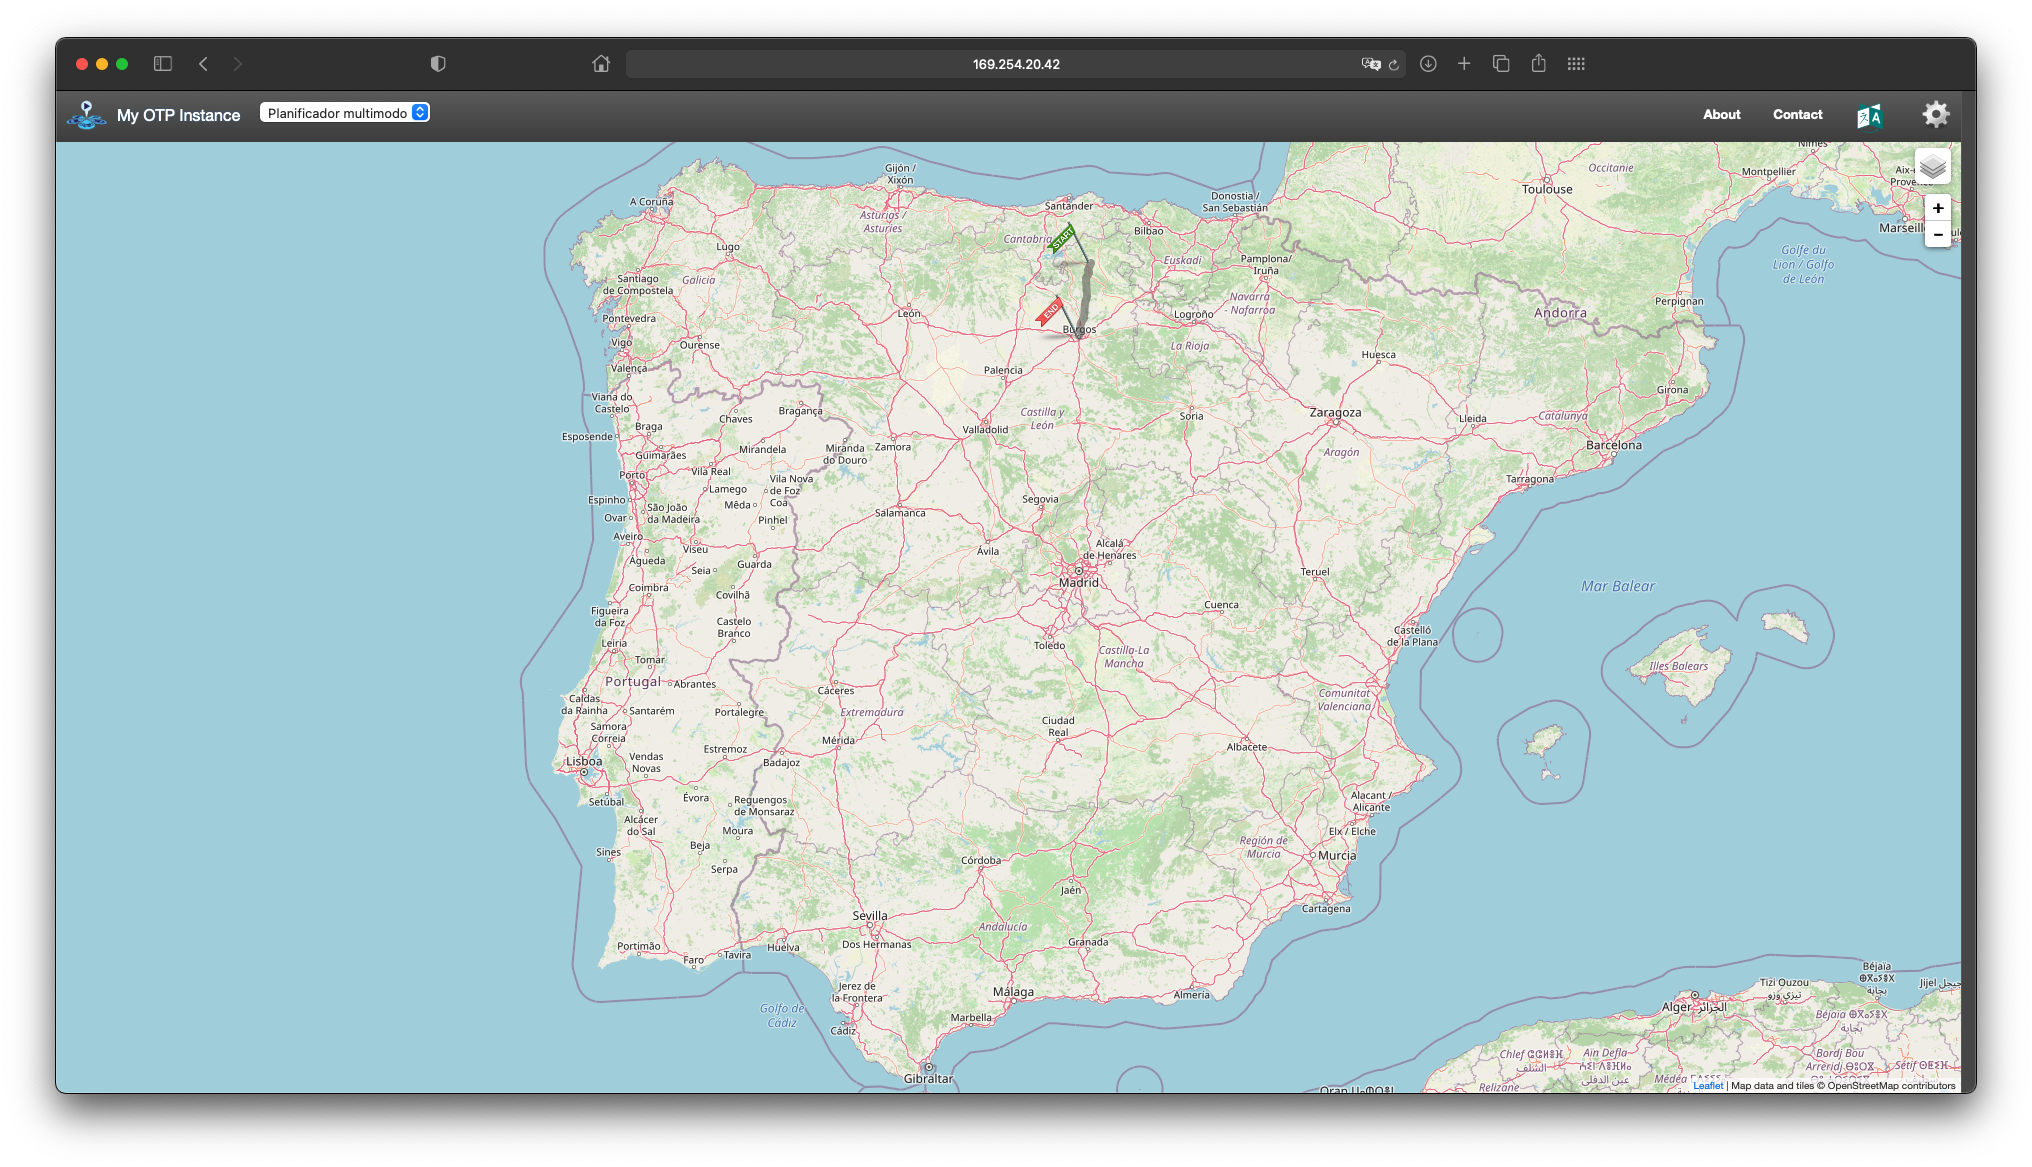 169.254.20.42
My OTP Instance
Planificador multimodo
About
Contact
+
−
START
END
Gijón /
Xixón
A Coruña
Asturias /
Asturies
Santander
Cantabria
Bilbao
Donostia /
San Sebastián
Occitanie
Toulouse
Montpellier
Nîmes
Golfe du
Lion / Golfo
de León
Lugo
Santiago
de Compostela
Galicia
Pontevedra
Vigo
Ourense
Valença
León
Burgos
Euskadi
Pamplona/
Iruña
Navarra
- Nafarroa
Logroño
La Rioja
Perpignan
Andorra
Huesca
Girona
Palencia
Viana do
Castelo
Bragança
Chaves
Esposende
Braga
Guimarães
Mirandela
Miranda
do Douro
Zamora
Valladolid
Castilla y
León
Soria
Zaragoza
Aragón
Lleida
Catalunya
Barcelona
Tarragona
Porto
Vila Real
Vila Nova
de Foz
Coa
Lamego
Espinho
São João
da Madeira
Mêda
Pinhel
Ovar
Aveiro
Viseu
Águeda
Seia
Guarda
Salamanca
Segovia
Ávila
Alcalá
de Henares
Madrid
Teruel
Mar Balear
Coimbra
Covilhã
Cuenca
Figueira
da Foz
Castelo
Branco
Leiria
Tomar
Toledo
Castilla-La
Mancha
Castelló
de la Plana
Illes Balears
Portugal
Abrantes
Cáceres
Comunitat
Valenciana
Caldas
da Rainha
Santarém
Portalegre
Extremadura
Ciudad
Real
Samora
Correia
Mérida
Albacete
Vendas
Novas
Estremoz
Badajoz
Lisboa
Setúbal
Évora
Reguengos
de Monsaraz
Alacant /
Alicante
Alcácer
do Sal
Moura
Elx / Elche
Sines
Beja
Serpa
Córdoba
Región de
Murcia
Murcia
Jaén
Cartagena
Sevilla
Andalucía
Dos Hermanas
Granada
Portimão
Faro
Tavira
Huelva
Jerez de
la Frontera
Málaga
Almería
Golfo de
Cádiz
Marbella
Cádiz
Gibraltar
Béjaïa
ⴱⴳⴰⵢⴻⵜ
بجاية
Tizi Ouzou
تيزي وزو
Alger الجزائر
Chlef
الشلف
Aïn Defla
عين الدفلى
Bordj Bou
Arreridj
Relizane
Médéa
Sétif
Leaflet | Map data and tiles © OpenStreetMap contributors